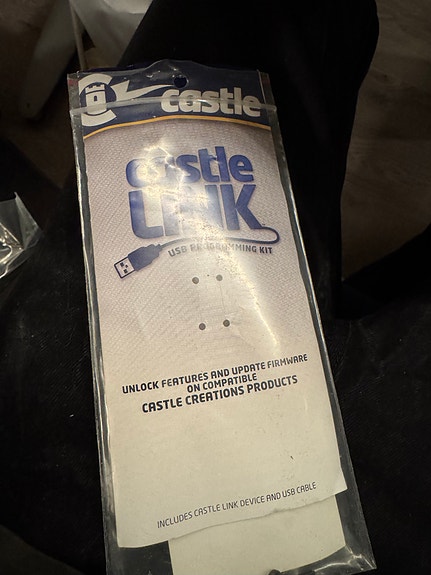 castle
castle
LINK
USB PROGRAMMING KIT
UNLOCK FEATURES AND UPDATE FIRMWARE
ON COMPATIBLE
CASTLE CREATIONS PRODUCTS
INCLUDES CASTLE LINK DEVICE AND USB CABLE